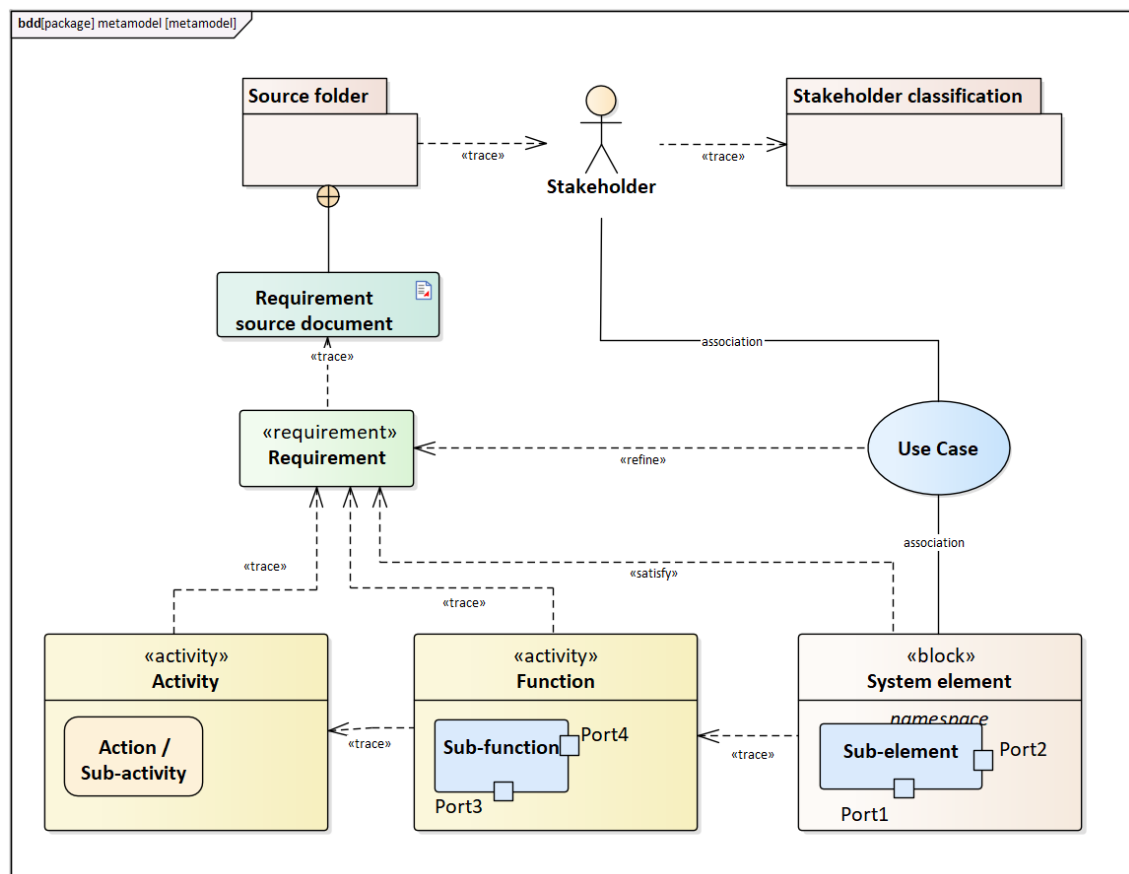 bdd[package] metamodel [metamodel]
Source folder
Stakeholder classification
«trace»
«trace»
Stakeholder
Requirement
source document
«trace»
association
«requirement»
Requirement
Use Case
«refine»
association
«trace»
«satisfy»
«trace»
«activity»
Activity
«activity»
Function
«block»
System element
namespace
Action /
Sub-activity
«trace»
Sub-function
Port4
Port3
«trace»
Sub-element
Port2
Port1